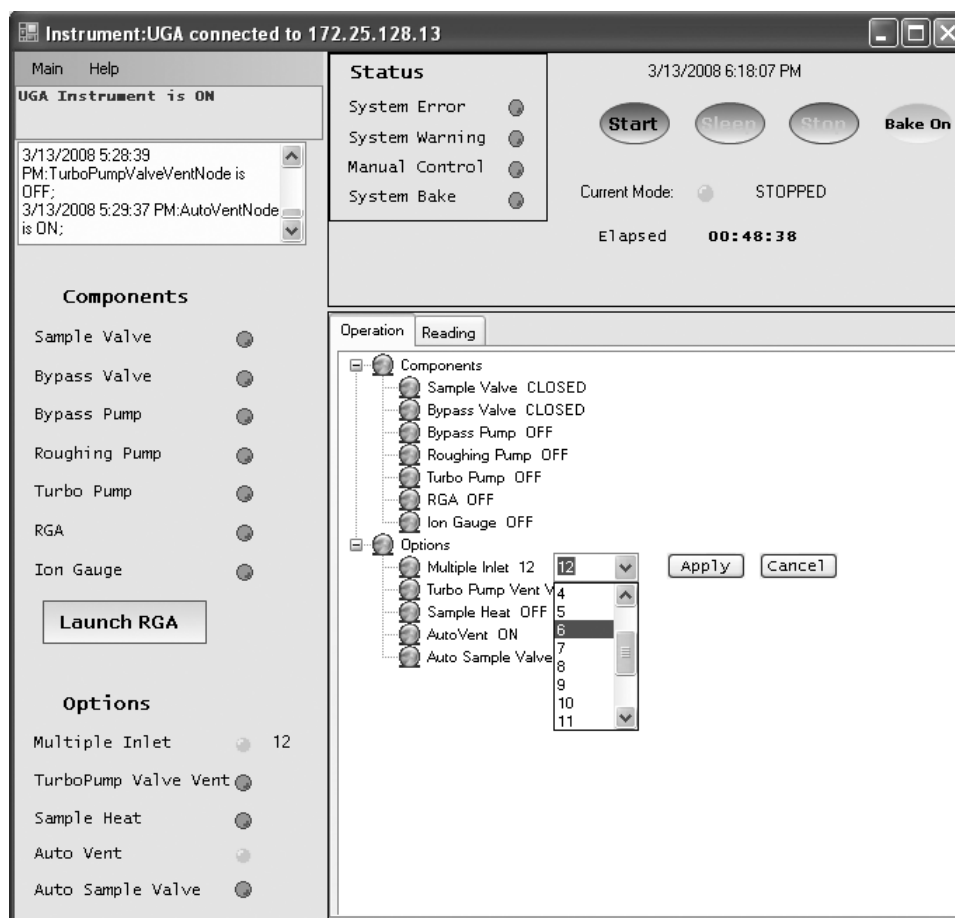 Instrument:UGA connected to 172.25.128.13
Main Help
UGA Instrument is ON
3/13/2008 5:28:39
PM:TurboPumpValveVentNode is
OFF;
3/13/2008 5:29:37 PM:AutoVentNode
is ON;
Components
Sample Valve
Bypass Valve
Bypass Pump
Roughing Pump
Turbo Pump
RGA
Ion Gauge
Launch RGA
Options
Multiple Inlet 12
TurboPump Valve Vent
Sample Heat
Auto Vent
Auto Sample Valve
Status
System Error
System Warning
Manual Control
System Bake
3/13/2008 6:18:07 PM
Start Sleep Stop Bake On
Current Mode: STOPPED
Elapsed 00:48:38
Operation Reading
Components
Sample Valve CLOSED
Bypass Valve CLOSED
Bypass Pump OFF
Roughing Pump OFF
Turbo Pump OFF
RGA OFF
Ion Gauge OFF
Options
Multiple Inlet 12 12 Apply Cancel
Turbo Pump Vent V
Sample Heat OFF
AutoVent ON
Auto Sample Valve
4
5
6
7
8
9
10
11